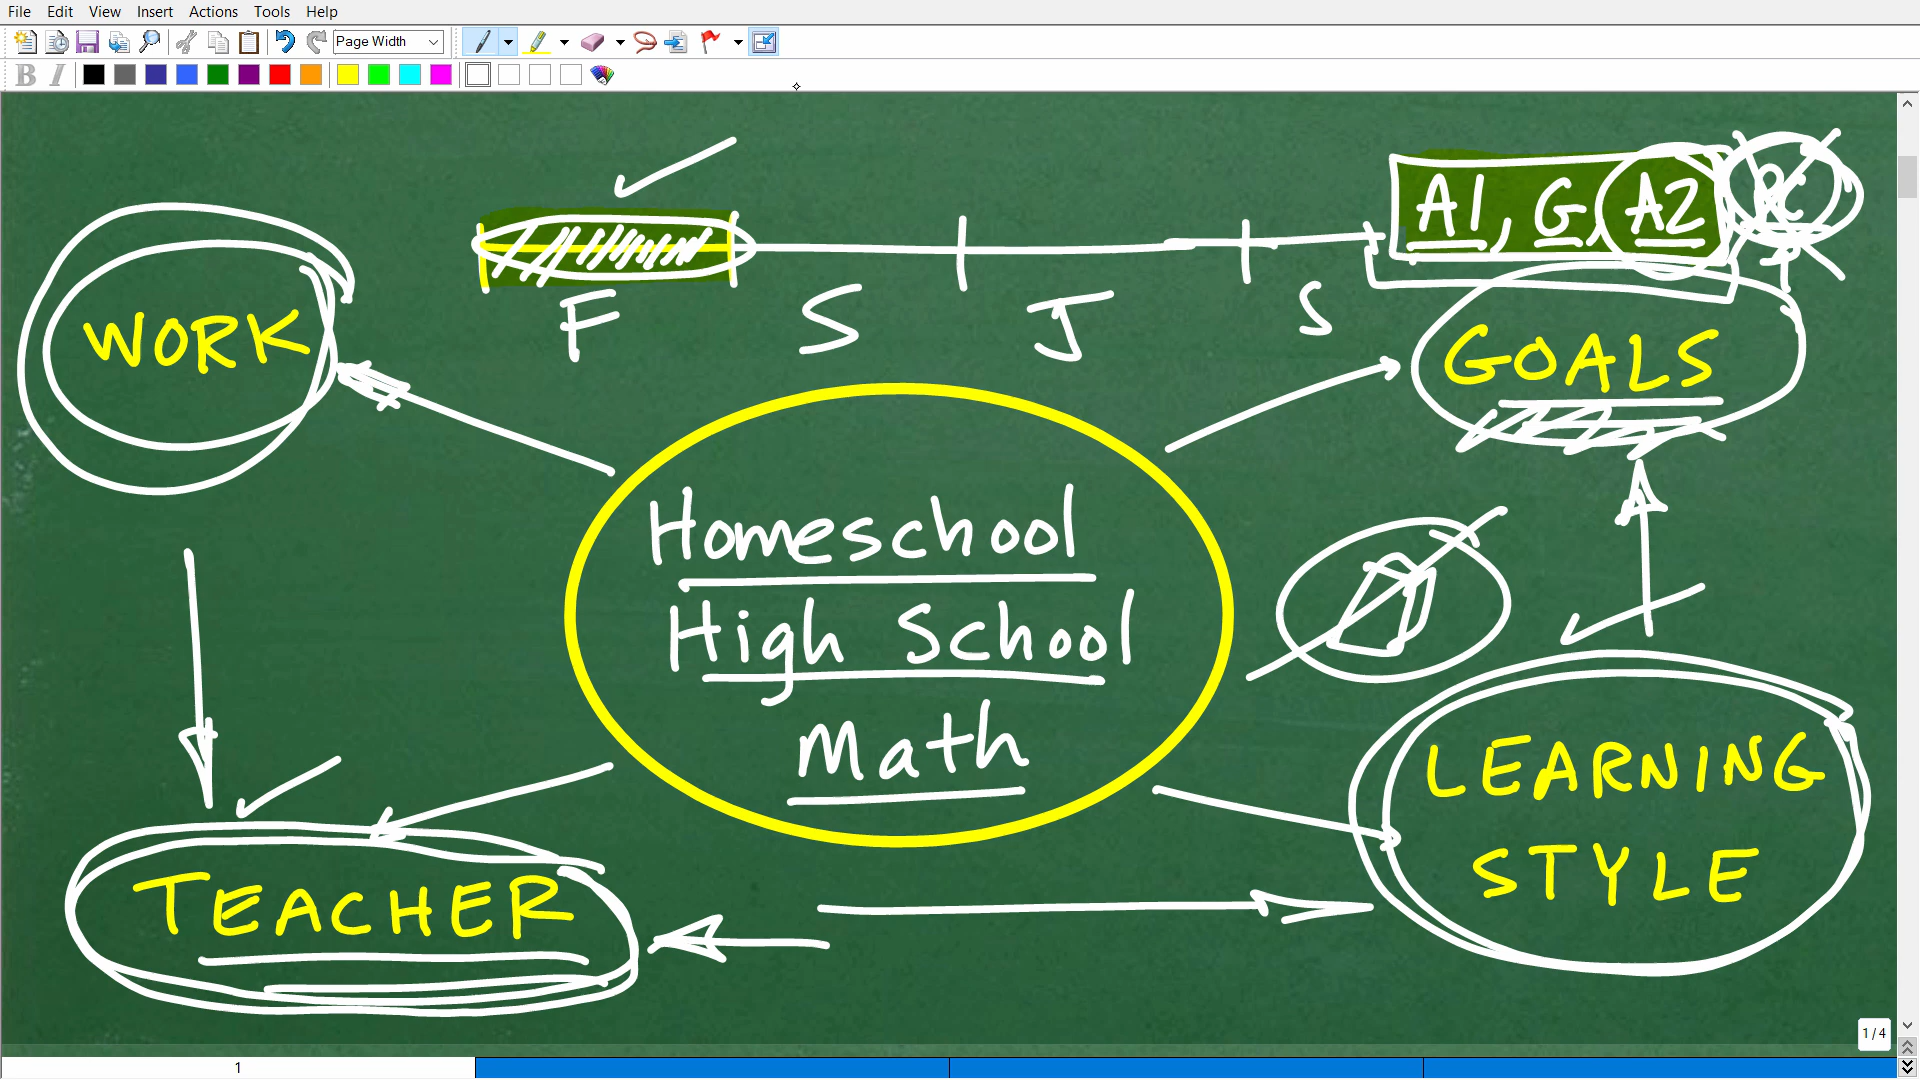 File Edit View Insert Actions Tools Help
Page Width
B I
A1, G, A2
F S J S
WORK
GOALS
Homeschool
High School
Math
LEARNING
STYLE
TEACHER
1 / 4
1